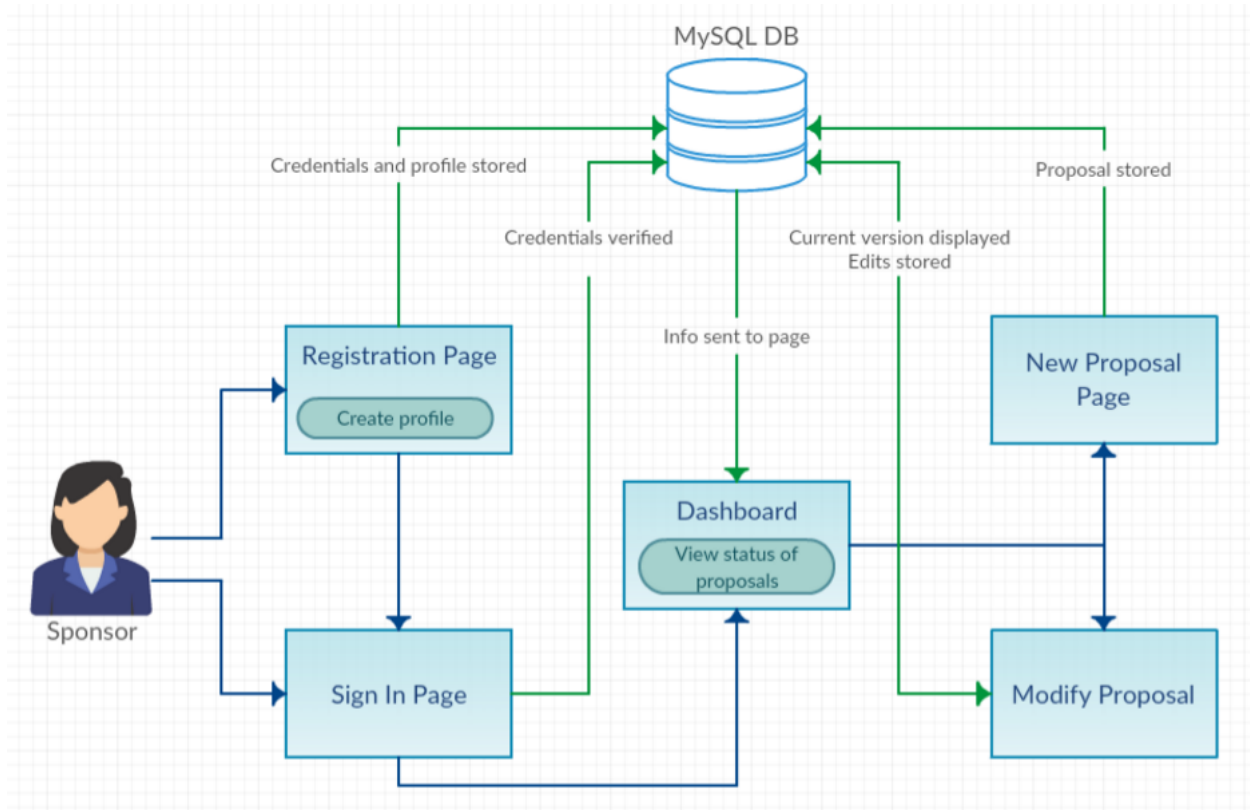 MySQL DB
Credentials and profile stored
Proposal stored
Credentials verified
Current version displayed
Edits stored
Info sent to page
Registration Page
Create profile
New Proposal
Page
Dashboard
View status of
proposals
Sponsor
Sign In Page
Modify Proposal